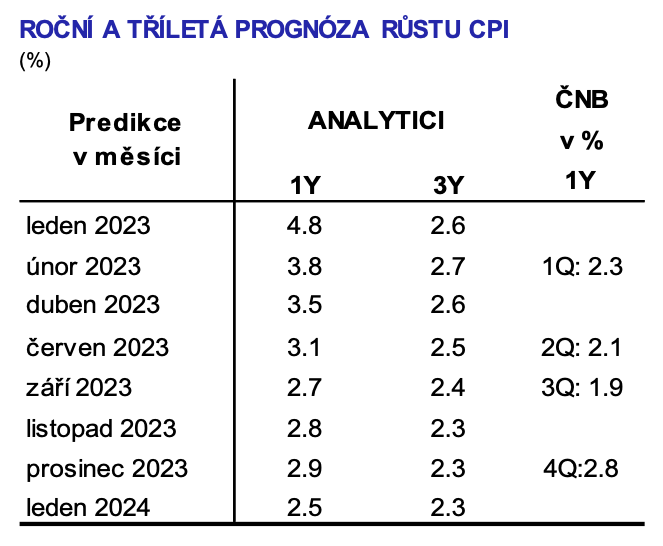 ROČNÍ A TŘÍLETÁ PROGNÓZA RŮSTU CPI
(%)
Predikce v měsíci ANALYTICI ČNB v % 1Y
1Y 3Y
leden 2023 4.8 2.6
únor 2023 3.8 2.7 1Q: 2.3
duben 2023 3.5 2.6
červen 2023 3.1 2.5 2Q: 2.1
září 2023 2.7 2.4 3Q: 1.9
listopad 2023 2.8 2.3
prosinec 2023 2.9 2.3 4Q:2.8
leden 2024 2.5 2.3